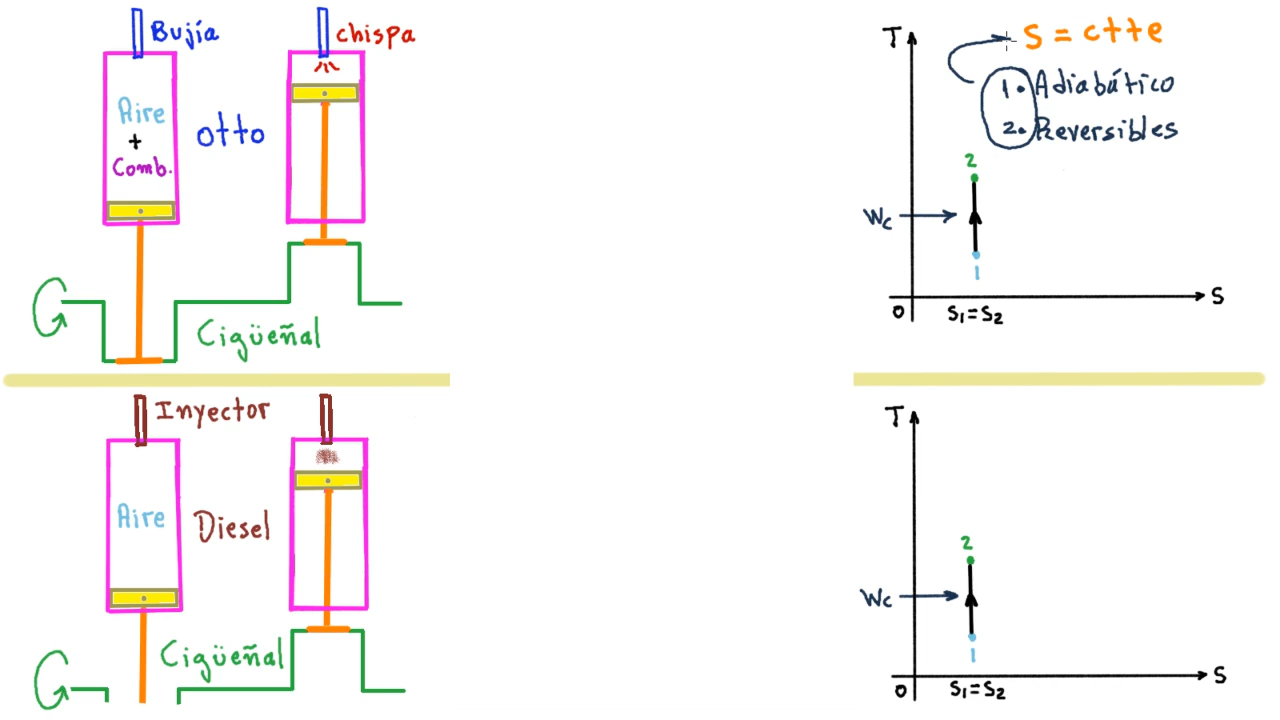 Bujía
chispa
Aire
+
Comb.
otto
Cigüeñal
T
S = ctte
1. Adiabático
2. Reversibles
2
Wc
1
0
S1=S2
S
Inyector
Aire
Diesel
Cigüeñal
T
2
Wc
1
0
S1=S2
S